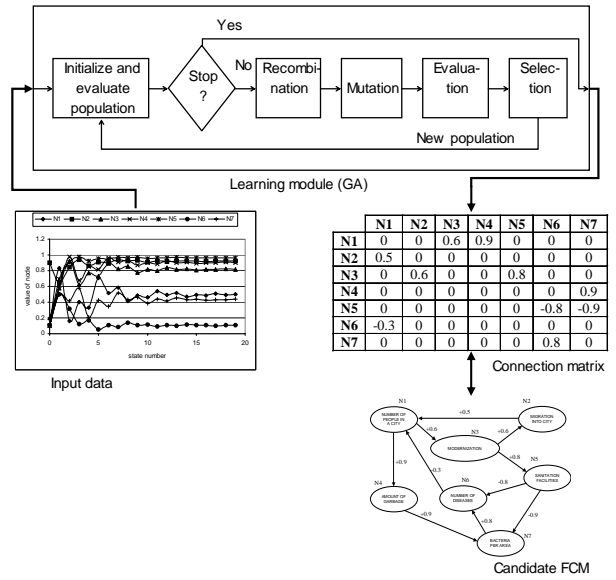 Yes
Initialize and
evaluate
population
Stop
?
No
Recombi-
nation
Mutation
Evalua-
tion
Selec-
tion
New population
Learning module (GA)
N1 N2 N3 N4 N5 N6 N7
1.2
1
0.8
0.6
0.4
0.2
0
0 5 10 15 20
value of node
state number
Input data
N1 N2 N3 N4 N5 N6 N7
N1 0 0 0.6 0.9 0 0 0
N2 0.5 0 0 0 0 0 0
N3 0 0.6 0 0 0.8 0 0
N4 0 0 0 0 0 0 0.9
N5 0 0 0 0 0 -0.8 -0.9
N6 -0.3 0 0 0 0 0 0
N7 0 0 0 0 0 0.8 0
Connection matrix
N1
NUMBER OF
PEOPLE IN
A CITY
N2
MIGRATION
INTO CITY
+0.5
+0.6
N3
MODERNIZATION
+0.6
+0.8
N5
SANITATION
FACILITIES
+0.9
-0.3
N4
AMOUNT OF
GARBAGE
N6
NUMBER OF
DISEASES
-0.8
-0.9
+0.9
+0.8
N7
BACTERIA
PER AREA
Candidate FCM